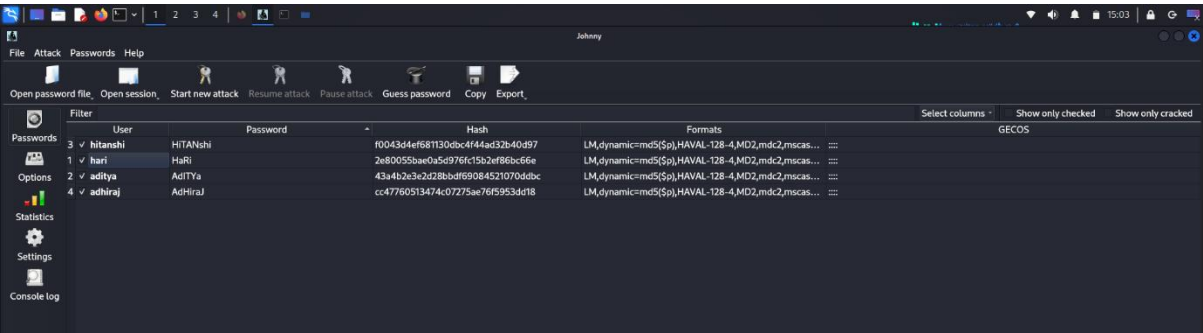 1 2 3 4 15:03
Johnny
File Attack Passwords Help
Open password file Open session Start new attack Resume attack Pause attack Guess password Copy Export
Filter Select columns Show only checked Show only cracked
User Password Hash Formats GECOS
3 ✓ hitanshi HiTANshi f0043d4ef681130dbc4f44ad32b40d97 LM,dynamic=md5($p),HAVAL-128-4,MD2,mdc2,mscas... ::::
1 ✓ hari HaRi 2e80055bae0a5d976fc15b2ef86bc66e LM,dynamic=md5($p),HAVAL-128-4,MD2,mdc2,mscas... ::::
2 ✓ aditya AdITYa 43a4b2e3e2d28bbdf69084521070ddbc LM,dynamic=md5($p),HAVAL-128-4,MD2,mdc2,mscas... ::::
4 ✓ adhiraj AdHiraJ cc47760513474c07275ae76f5953dd18 LM,dynamic=md5($p),HAVAL-128-4,MD2,mdc2,mscas... ::::
Passwords
Options
Statistics
Settings
Console log